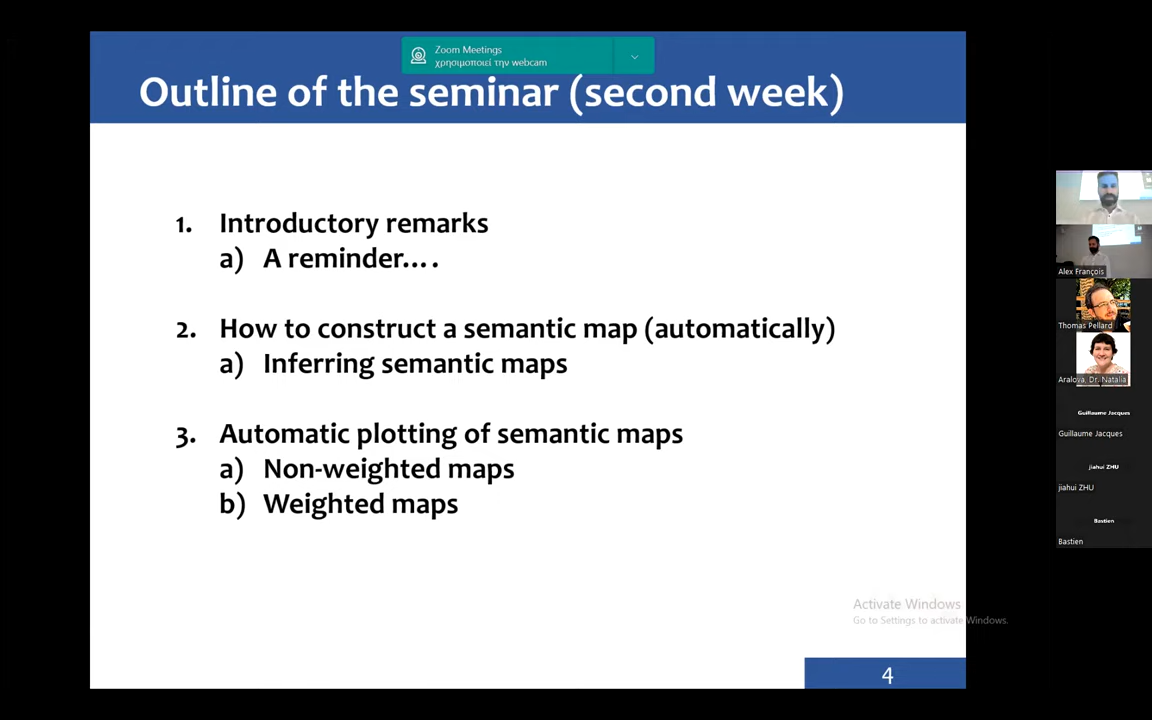 Zoom Meetings
χρησιμοποιεί την webcam
Outline of the seminar (second week)
1. Introductory remarks
a) A reminder....
2. How to construct a semantic map (automatically)
a) Inferring semantic maps
3. Automatic plotting of semantic maps
a) Non-weighted maps
b) Weighted maps
Activate Windows
Go to Settings to activate Windows.
4
Alex François
Thomas Pellard
Aralova, Dr. Natalia
Guillaume Jacques
Guillaume Jacques
jiahui ZHU
jiahui ZHU
Bastien
Bastien